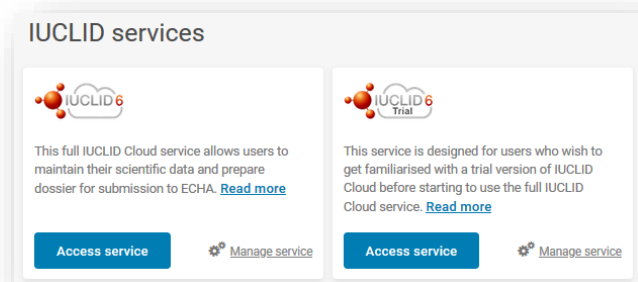 IUCLID services
IUCLID 6
This full IUCLID Cloud service allows users to
maintain their scientific data and prepare
dossier for submission to ECHA. Read more
Access service
Manage service
IUCLID 6
Trial
This service is designed for users who wish to
get familiarised with a trial version of IUCLID
Cloud before starting to use the full IUCLID
Cloud service. Read more
Access service
Manage service